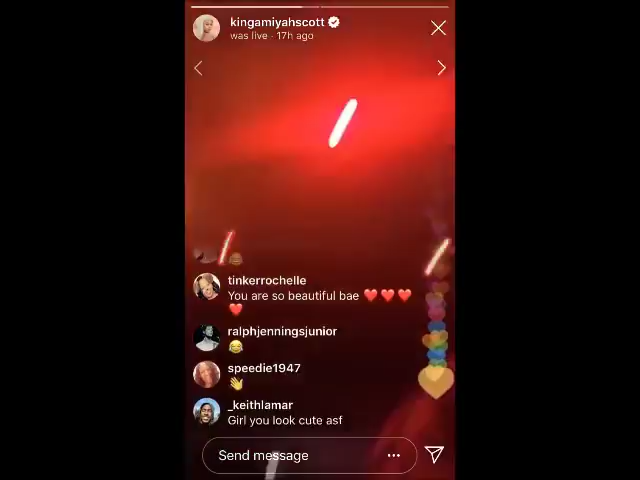 kingamiyahscott
was live · 17h ago
tinkerrochelle
You are so beautiful bae ❤️❤️❤️
❤️
ralphjenningsjunior
😂
speedie1947
👋
_keithlamar
Girl you look cute asf
Send message